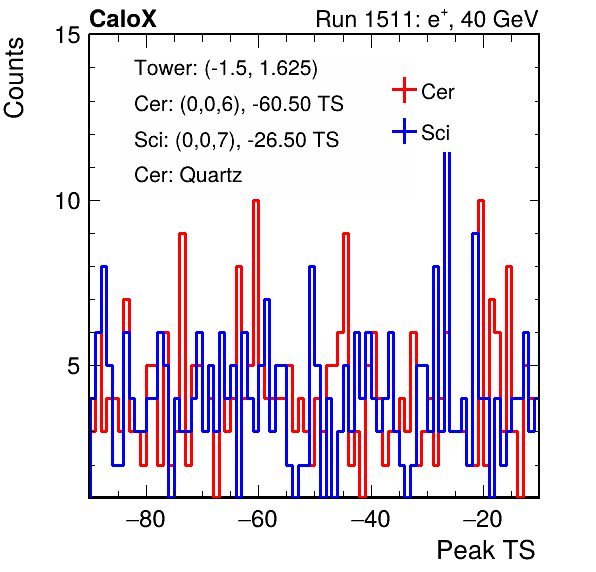 CaloX Run 1511: e+, 40 GeV
Counts
15
Tower: (-1.5, 1.625)
Cer: (0,0,6), -60.50 TS
Sci: (0,0,7), -26.50 TS
Cer: Quartz
Cer
Sci
10
5
−80 −60 −40 −20
Peak TS